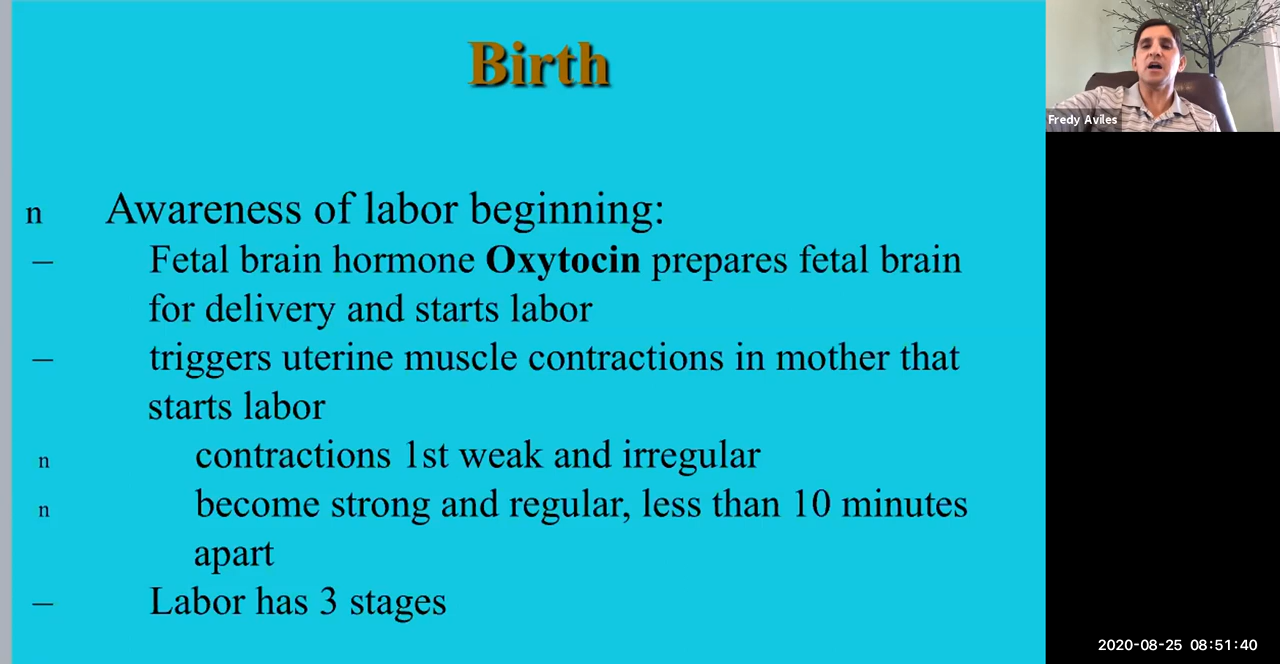 Birth
Fredy Aviles
n Awareness of labor beginning:
– Fetal brain hormone Oxytocin prepares fetal brain
for delivery and starts labor
– triggers uterine muscle contractions in mother that
starts labor
n contractions 1st weak and irregular
n become strong and regular, less than 10 minutes
apart
– Labor has 3 stages
2020-08-25 08:51:40